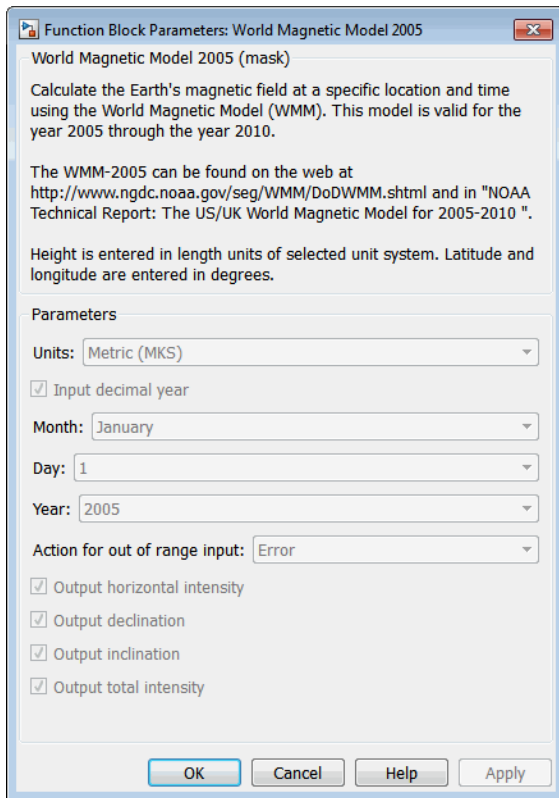 Function Block Parameters: World Magnetic Model 2005
World Magnetic Model 2005 (mask)
Calculate the Earth's magnetic field at a specific location and time
using the World Magnetic Model (WMM). This model is valid for the
year 2005 through the year 2010.
The WMM-2005 can be found on the web at
http://www.ngdc.noaa.gov/seg/WMM/DoDWMM.shtml and in "NOAA
Technical Report: The US/UK World Magnetic Model for 2005-2010 ".
Height is entered in length units of selected unit system. Latitude and
longitude are entered in degrees.
Parameters
Units: Metric (MKS)
Input decimal year
Month: January
Day: 1
Year: 2005
Action for out of range input: Error
Output horizontal intensity
Output declination
Output inclination
Output total intensity
OK Cancel Help Apply